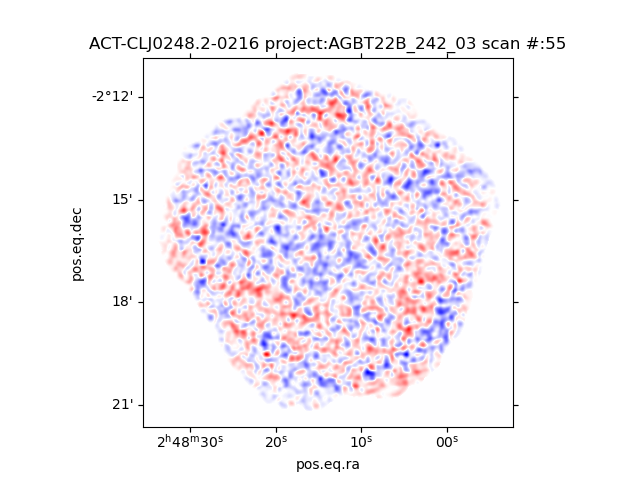 ACT-CLJ0248.2-0216 project:AGBT22B_242_03 scan #:55
-2°12'
15'
18'
21'
pos.eq.dec
2ʰ48ᵐ30ˢ 20ˢ 10ˢ 00ˢ
pos.eq.ra